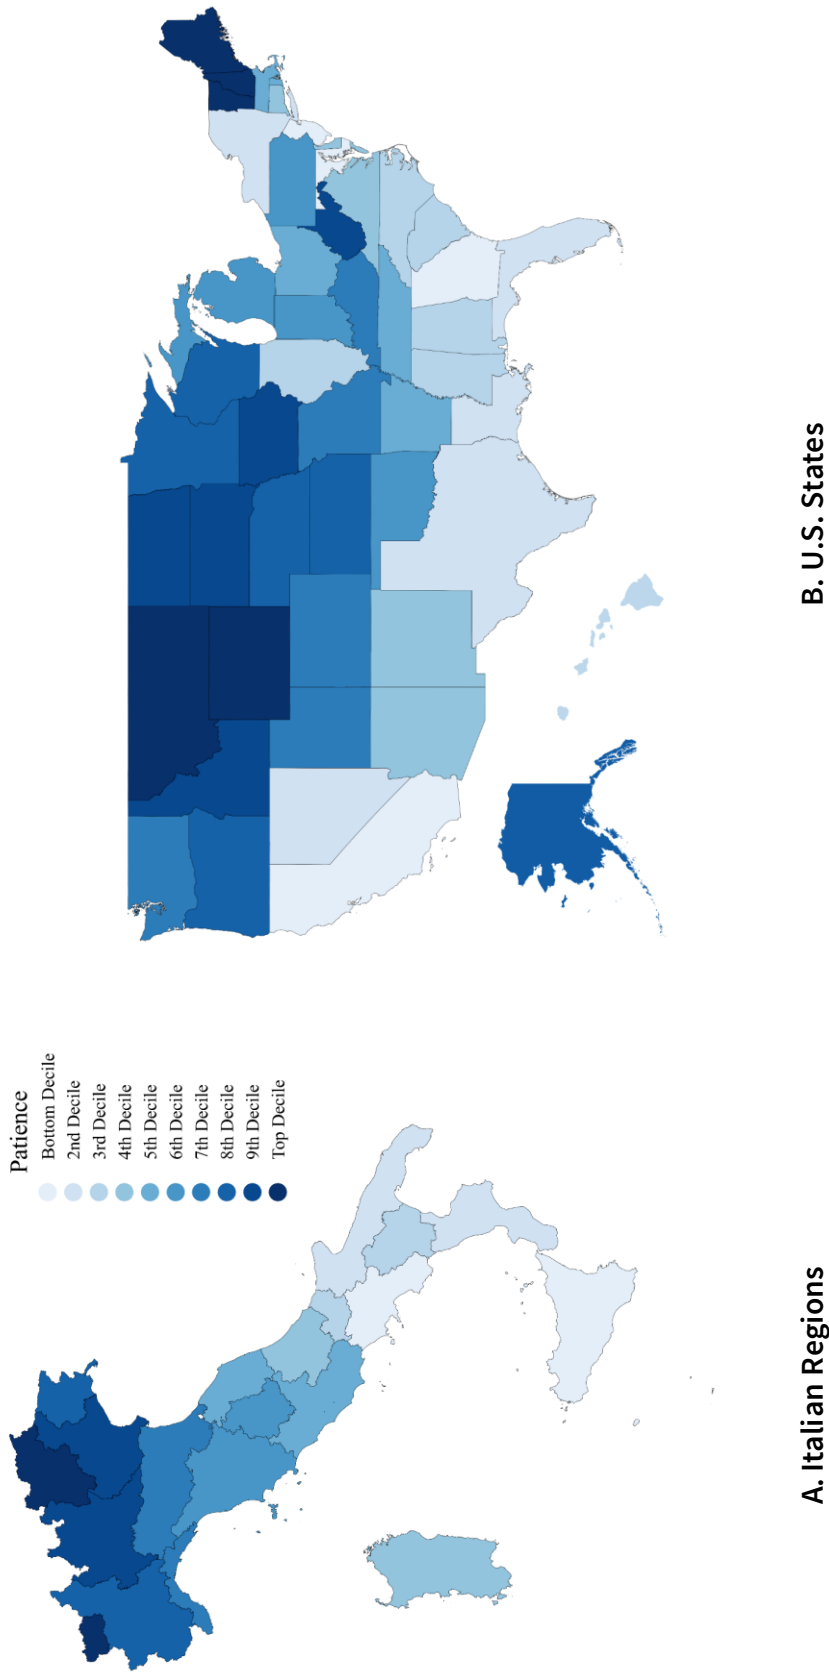 Patience
Bottom Decile
2nd Decile
3rd Decile
4th Decile
5th Decile
6th Decile
7th Decile
8th Decile
9th Decile
Top Decile
A. Italian Regions
B. U.S. States